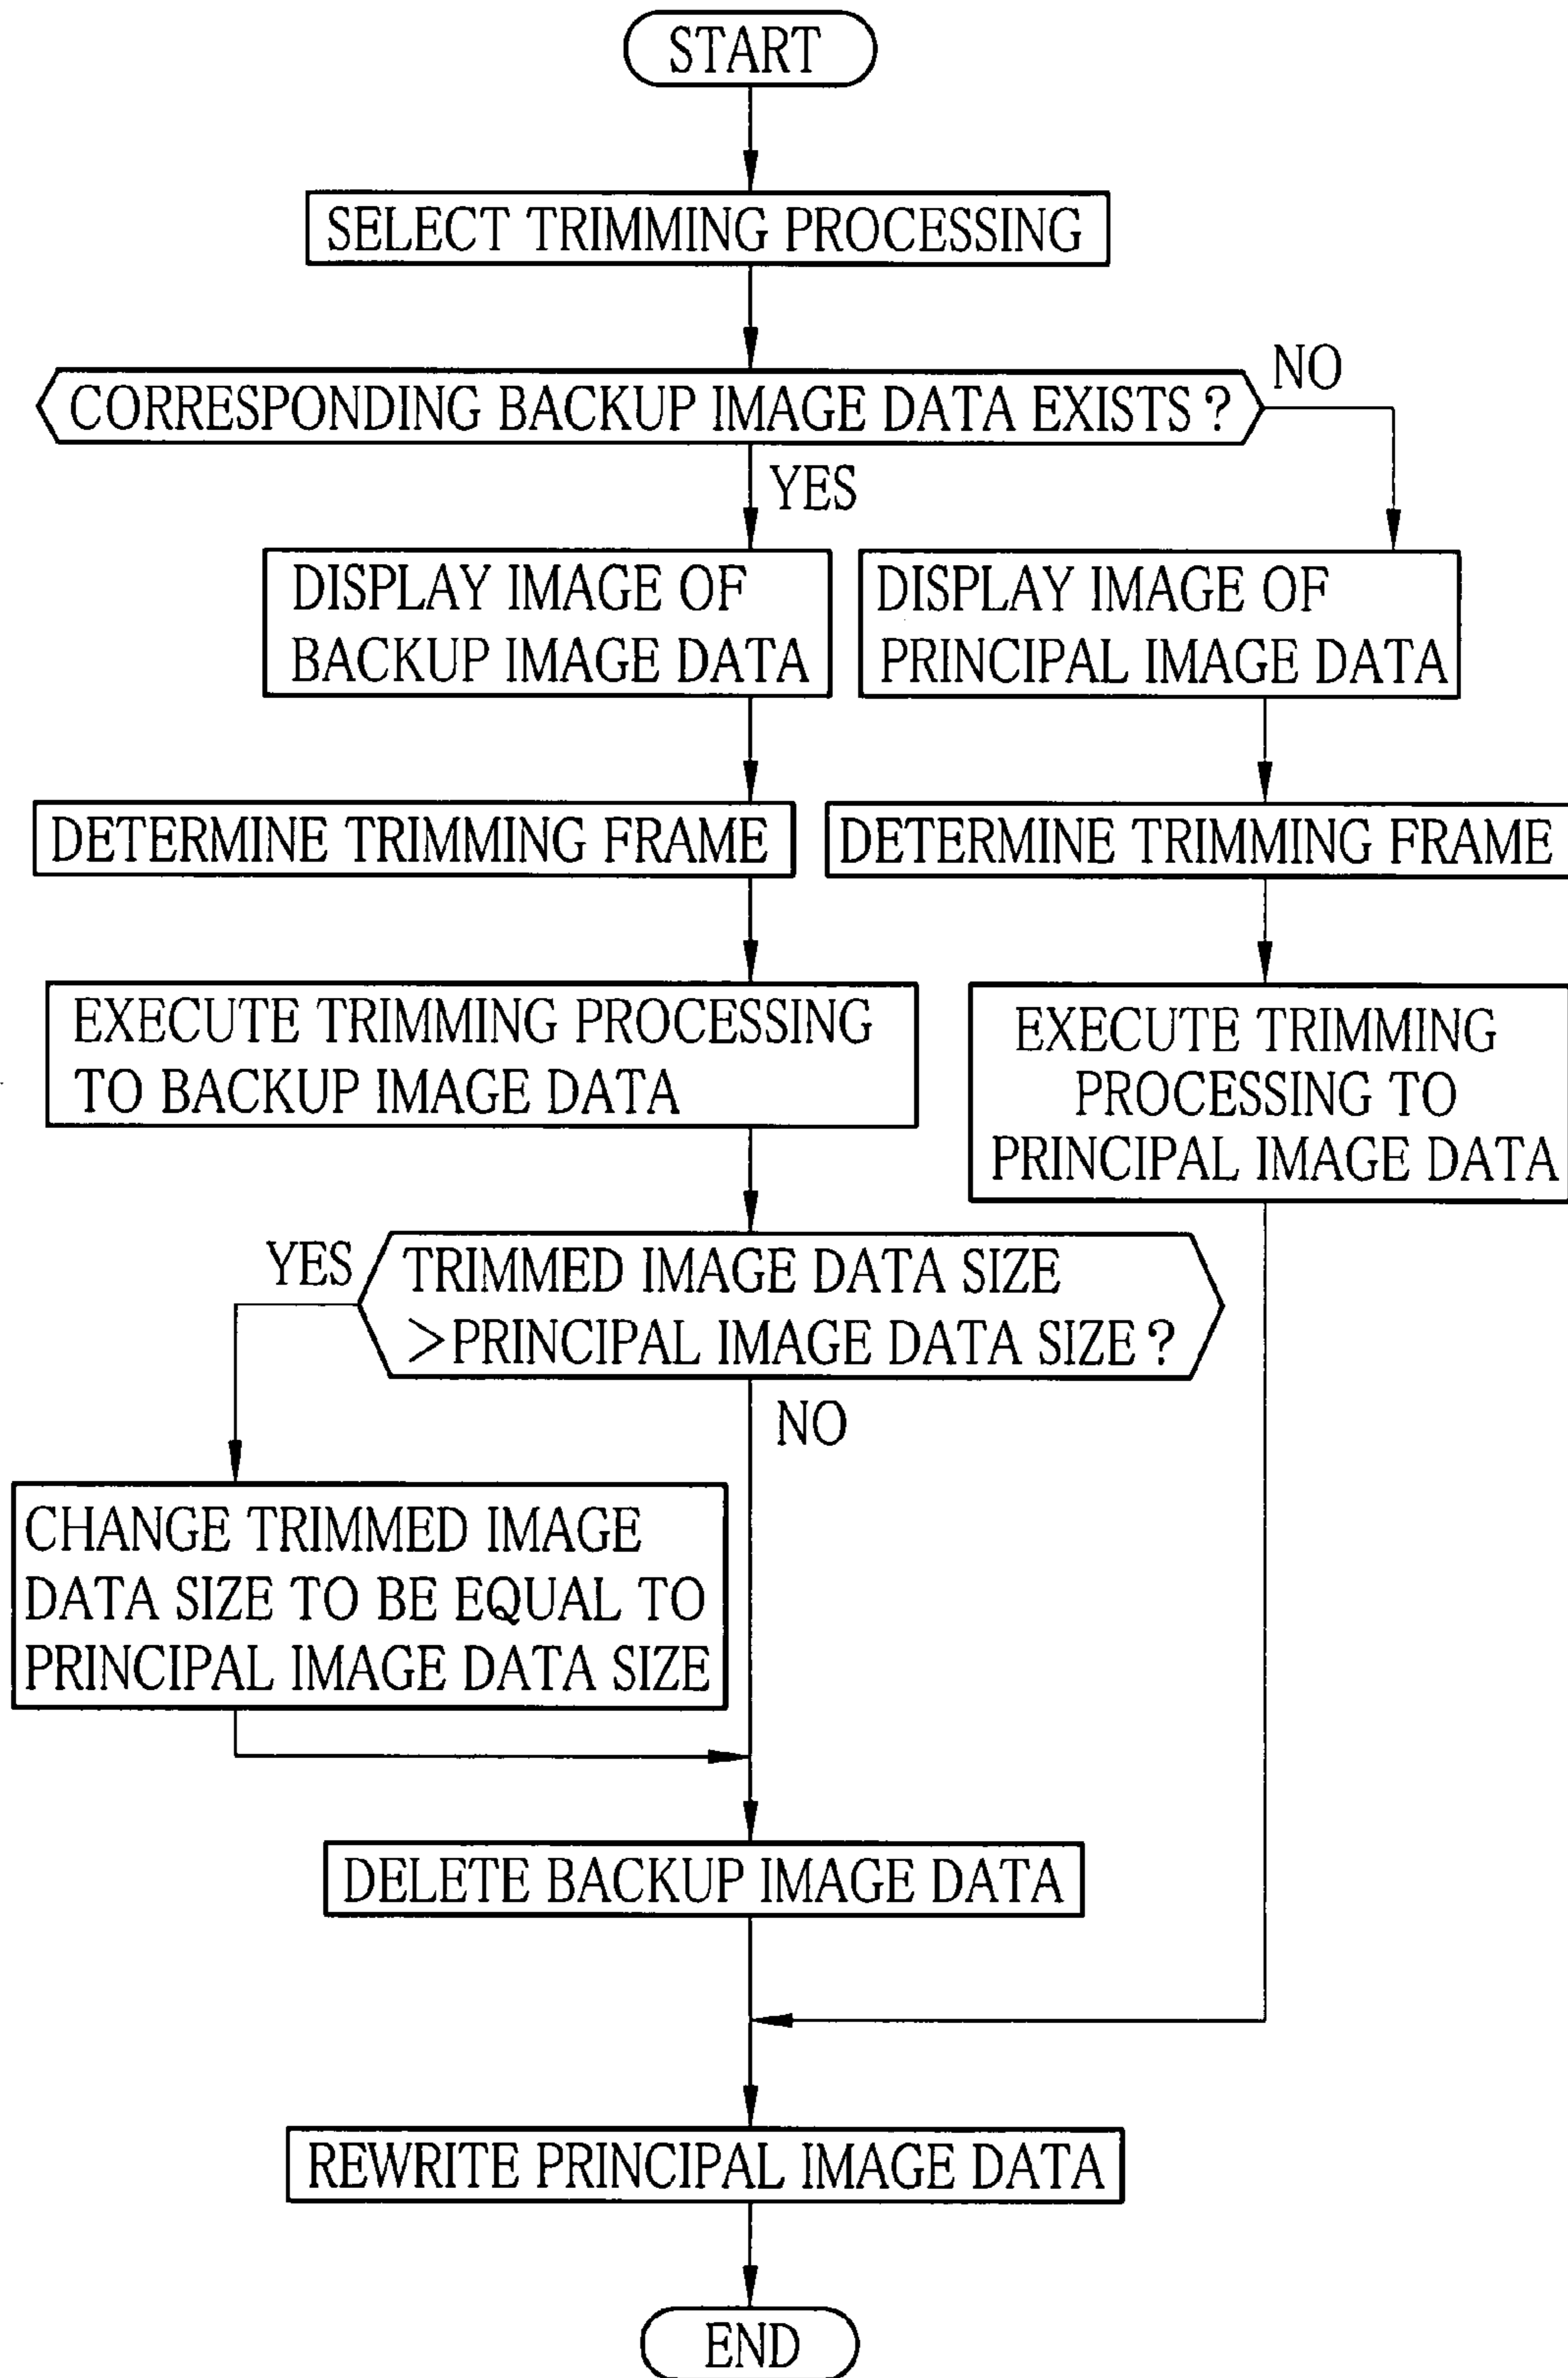 START
SELECT TRIMMING PROCESSING
CORRESPONDING BACKUP IMAGE DATA EXISTS?
NO
YES
DISPLAY IMAGE OF
BACKUP IMAGE DATA
DISPLAY IMAGE OF
PRINCIPAL IMAGE DATA
DETERMINE TRIMMING FRAME
DETERMINE TRIMMING FRAME
EXECUTE TRIMMING PROCESSING
TO BACKUP IMAGE DATA
EXECUTE TRIMMING
PROCESSING TO
PRINCIPAL IMAGE DATA
YES
TRIMMED IMAGE DATA SIZE
>PRINCIPAL IMAGE DATA SIZE?
NO
CHANGE TRIMMED IMAGE
DATA SIZE TO BE EQUAL TO
PRINCIPAL IMAGE DATA SIZE
DELETE BACKUP IMAGE DATA
REWRITE PRINCIPAL IMAGE DATA
END